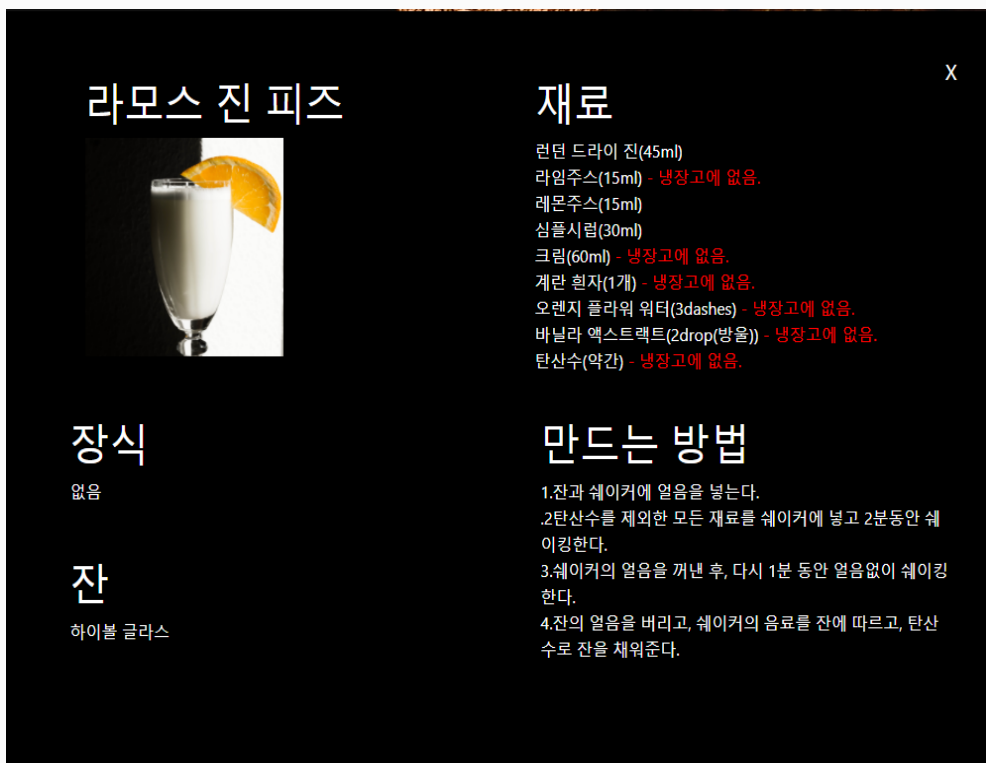 X
라모스 진 피즈
재료
런던 드라이 진(45ml)
라임주스(15ml) - 냉장고에 없음.
레몬주스(15ml)
심플시럽(30ml)
크림(60ml) - 냉장고에 없음.
계란 흰자(1개) - 냉장고에 없음.
오렌지 플라워 워터(3dashes) - 냉장고에 없음.
바닐라 액스트랙트(2drop(방울)) - 냉장고에 없음.
탄산수(약간) - 냉장고에 없음.
장식
없음
잔
하이볼 글라스
만드는 방법
1.잔과 쉐이커에 얼음을 넣는다.
.2탄산수를 제외한 모든 재료를 쉐이커에 넣고 2분동안 쉐
이킹한다.
3.쉐이커의 얼음을 꺼낸 후, 다시 1분 동안 얼음없이 쉐이킹
한다.
4.잔의 얼음을 버리고, 쉐이커의 음료를 잔에 따르고, 탄산
수로 잔을 채워준다.